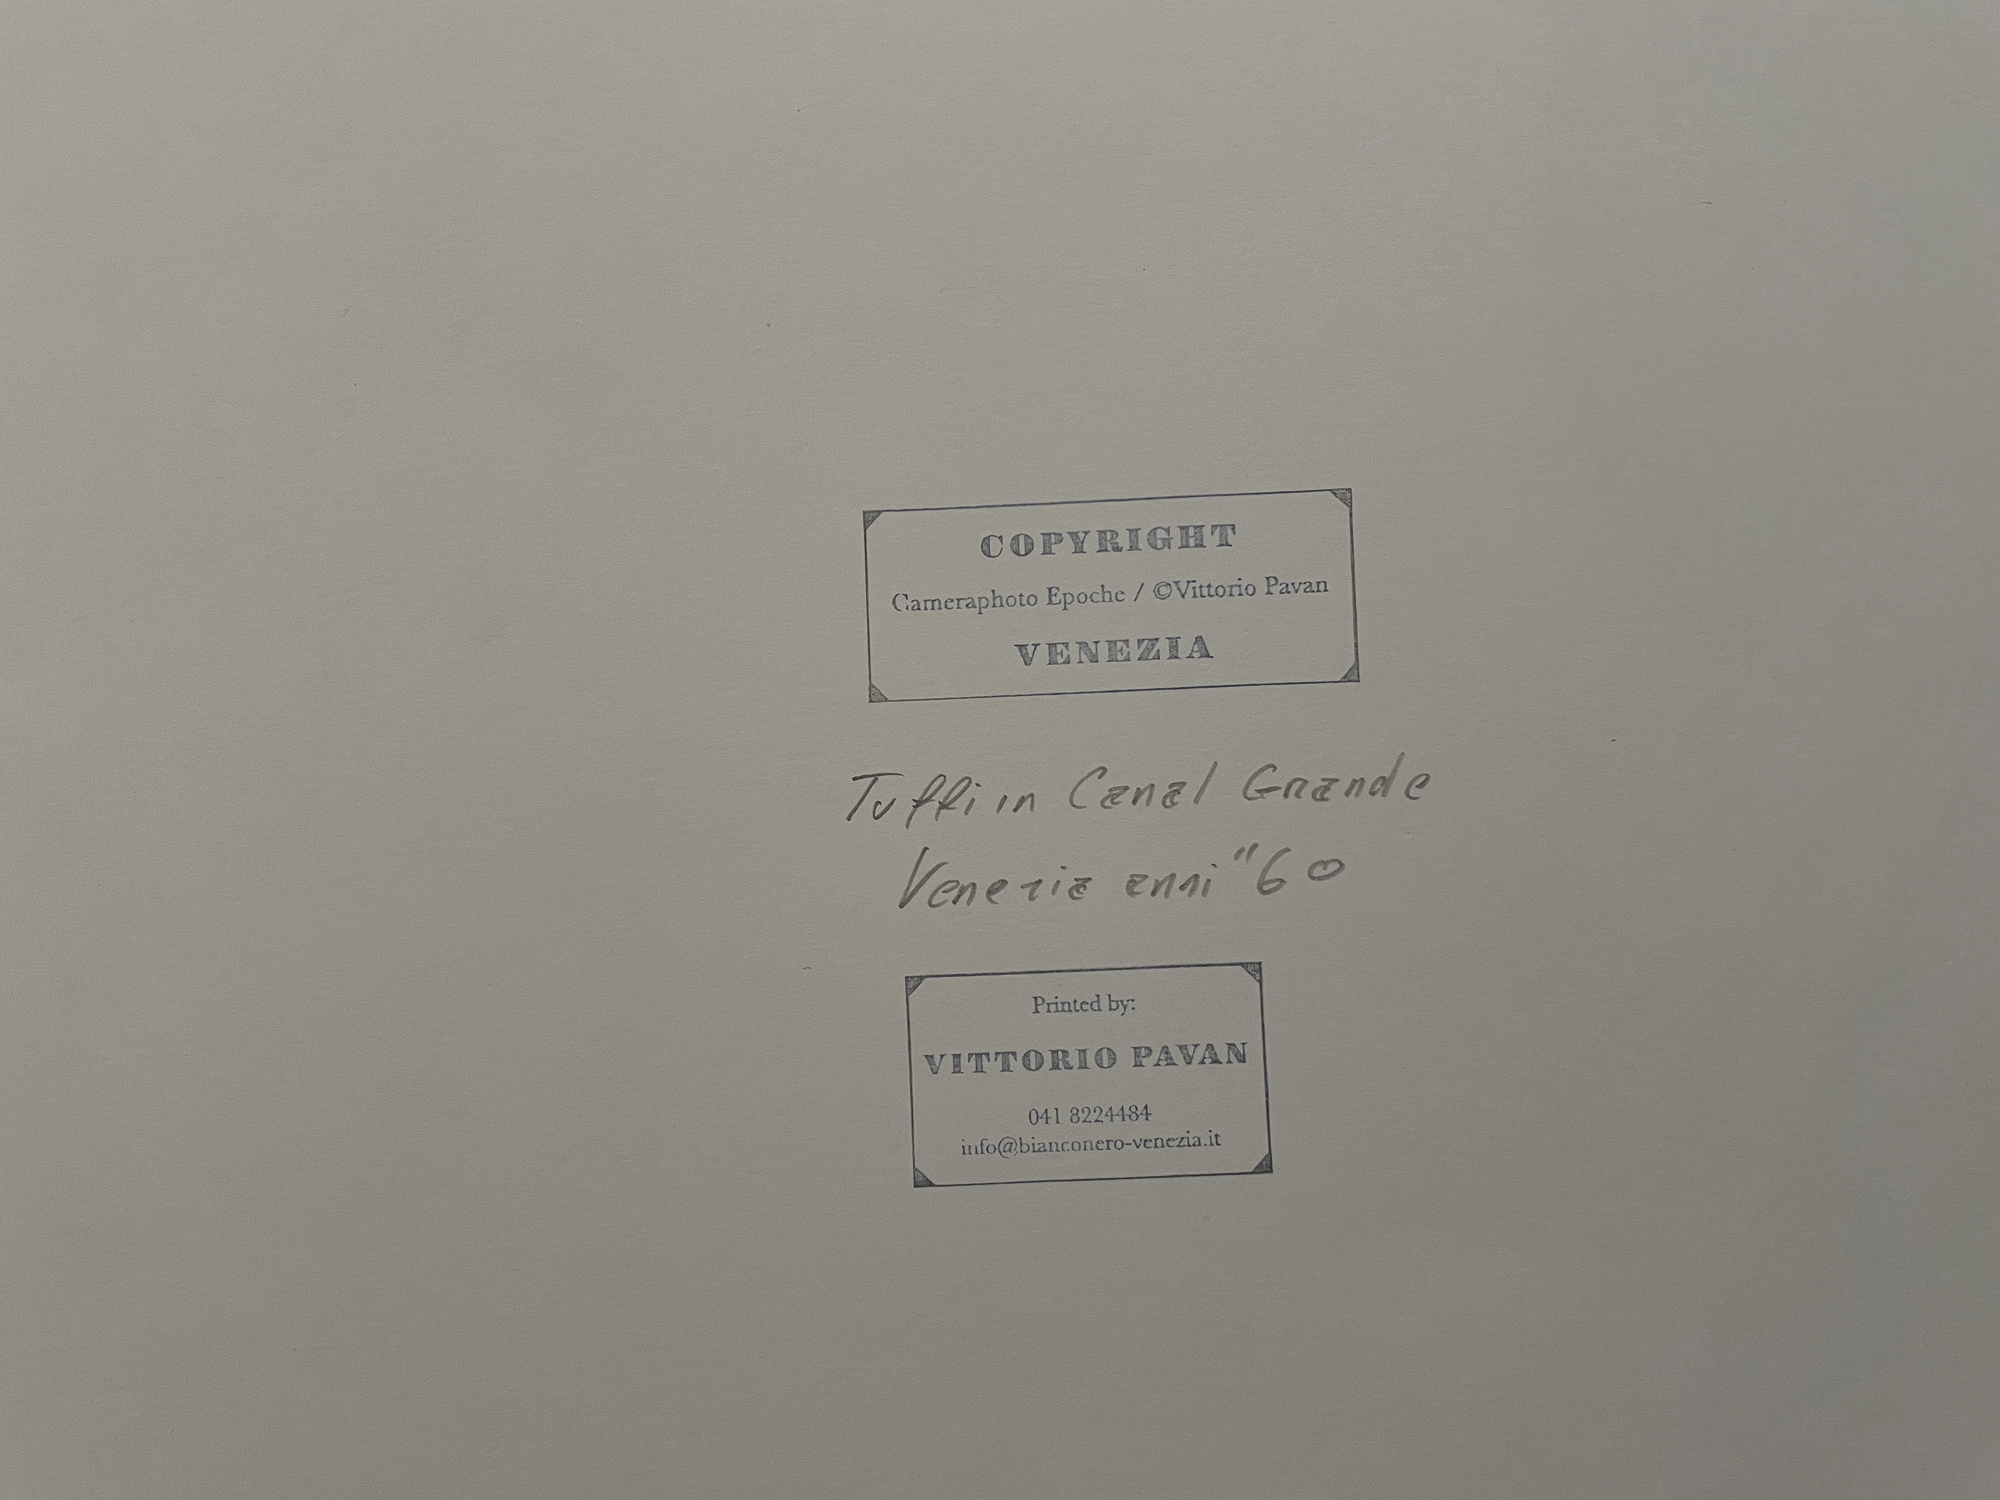 COPYRIGHT
Cameraphoto Epoche / ©Vittorio Pavan
VENEZIA
Tuffi in Canal Grande
Venezia anni "60
Printed by:
VITTORIO PAVAN
041 8224484
info@bianconero-venezia.it